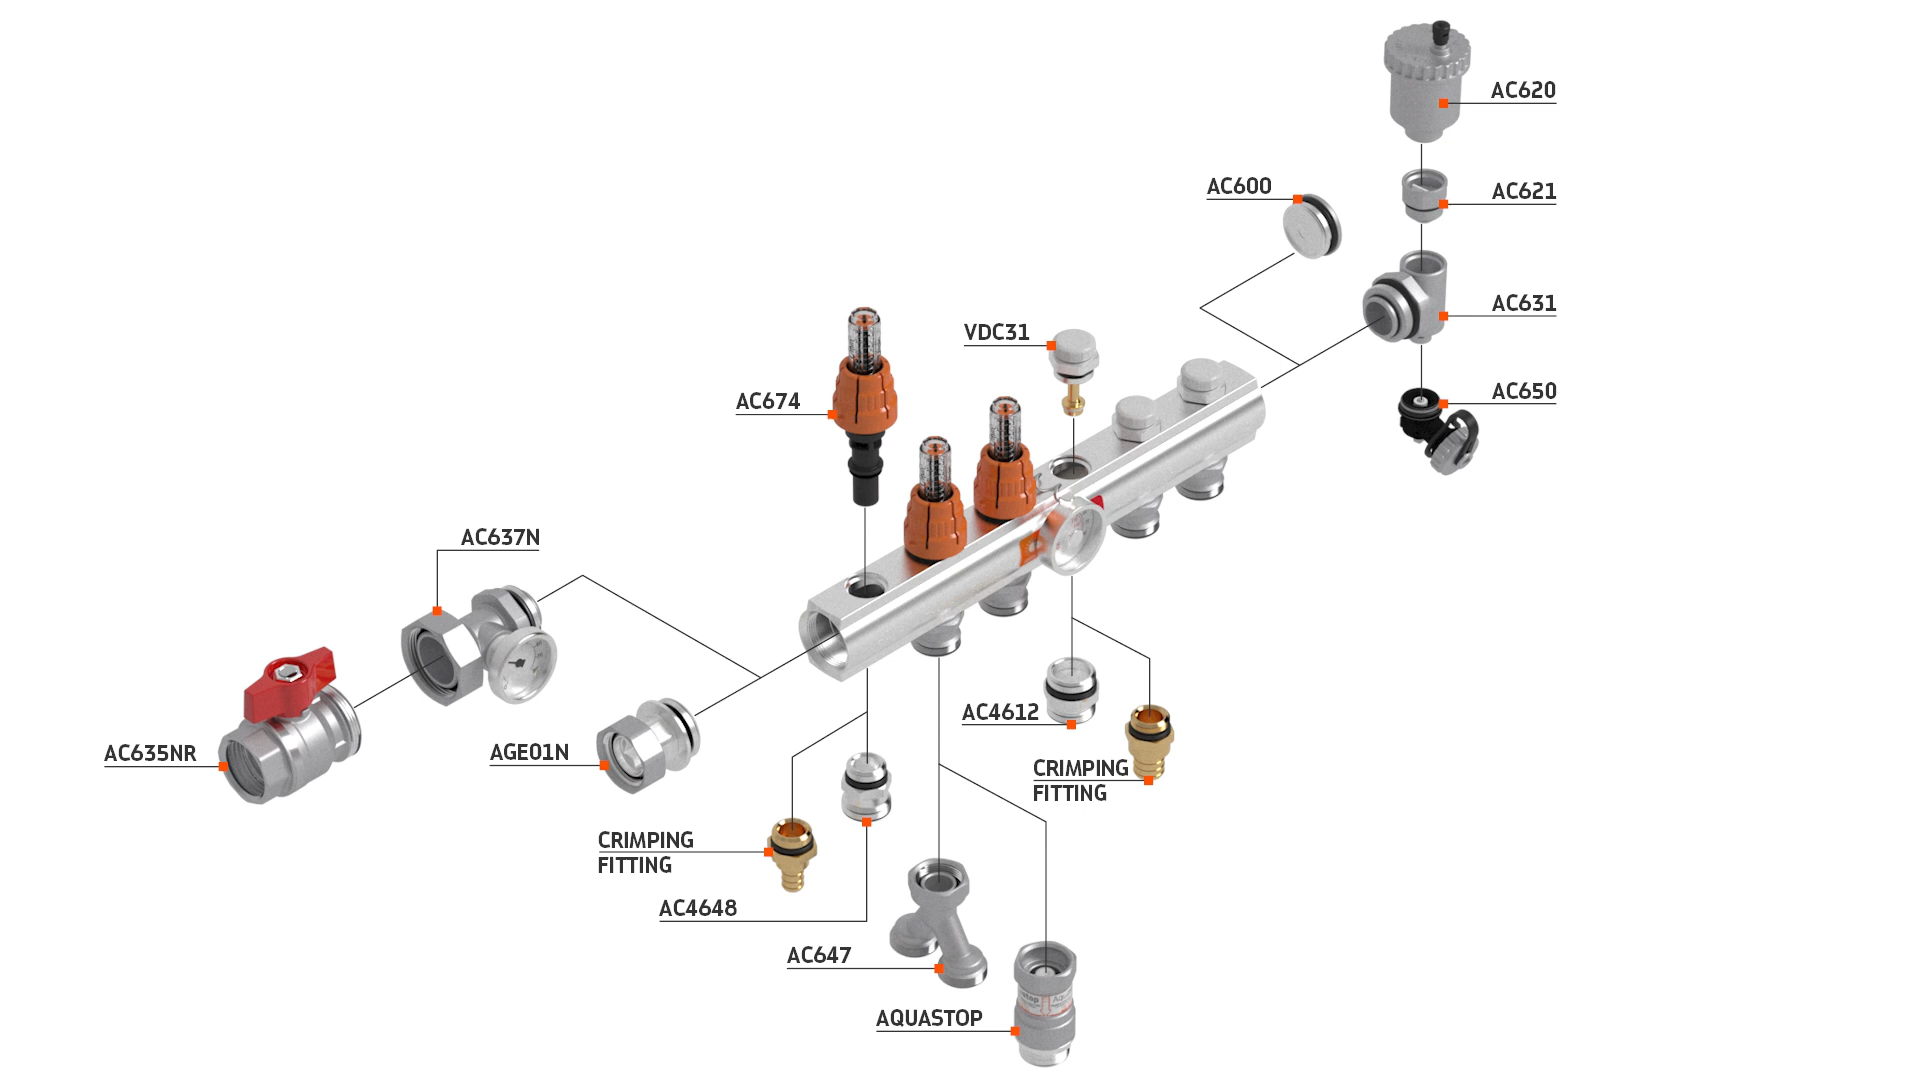 AC620
AC600
AC621
AC631
VDC31
AC650
AC674
AC637N
AC4612
AC635NR
AGE01N
CRIMPING
FITTING
CRIMPING
FITTING
AC4648
AC647
AQUASTOP